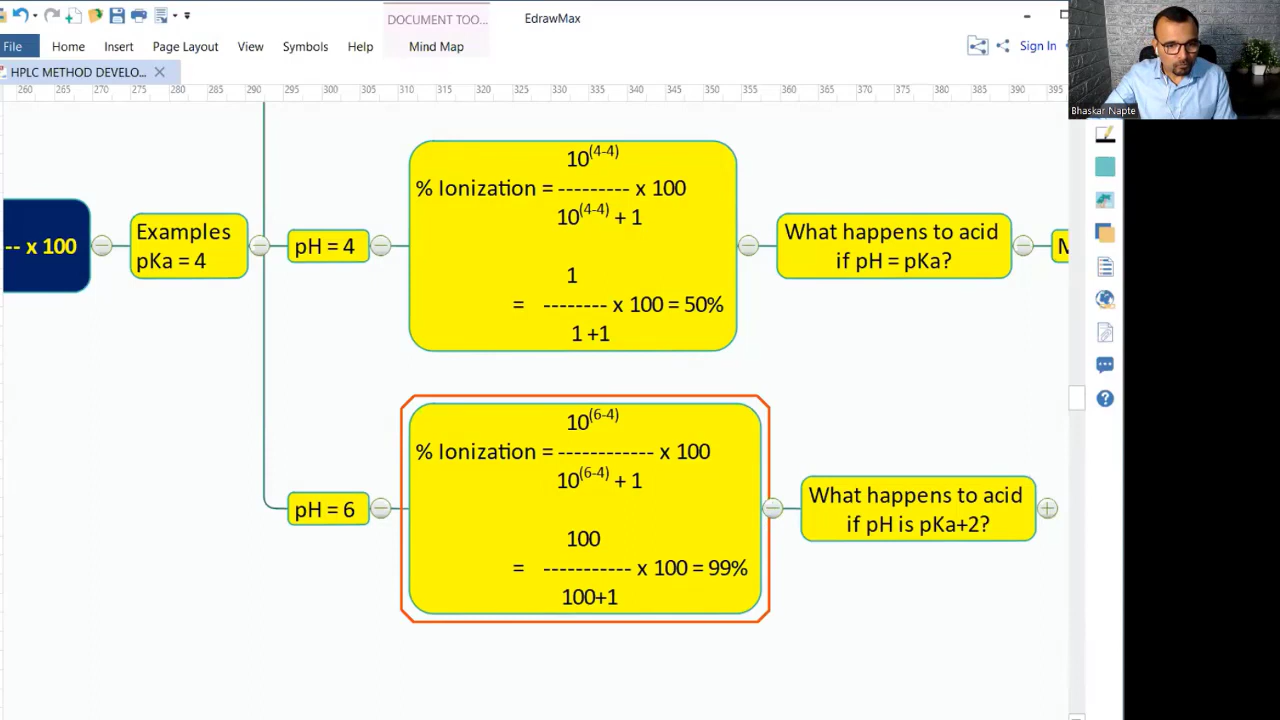 DOCUMENT TOO...
EdrawMax
File
Home
Insert
Page Layout
View
Symbols
Help
Mind Map
Sign In
HPLC METHOD DEVELO...
260 265 270 275 280 285 290 295 300 305 310 315 320 325 330 335 340 345 350 355 360 365 370 375 380 385 390 395
Bhaskar Napte
-- x 100
Examples
pKa = 4
pH = 4
10^(4-4)
% Ionization = --------- x 100
10^(4-4) + 1
1
= -------- x 100 = 50%
1 +1
What happens to acid
if pH = pKa?
pH = 6
10^(6-4)
% Ionization = ------------ x 100
10^(6-4) + 1
100
= ----------- x 100 = 99%
100+1
What happens to acid
if pH is pKa+2?